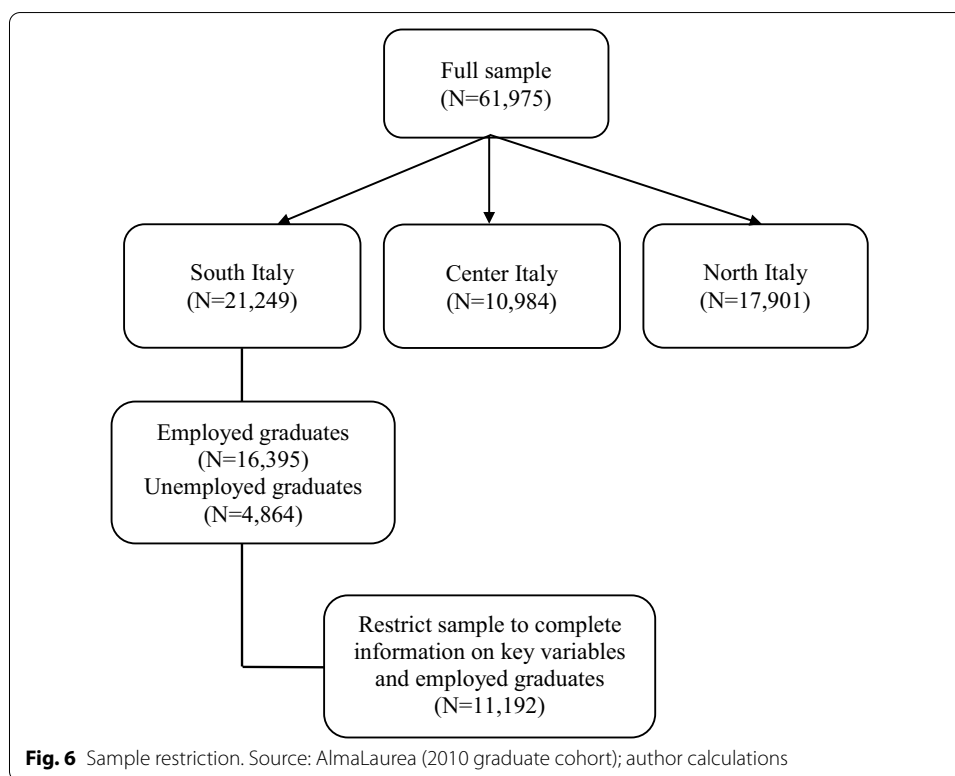 Full sample
(N=61,975)
South Italy
(N=21,249)
Center Italy
(N=10,984)
North Italy
(N=17,901)
Employed graduates
(N=16,395)
Unemployed graduates
(N=4,864)
Restrict sample to complete
information on key variables
and employed graduates
(N=11,192)
Fig. 6 Sample restriction. Source: AlmaLaurea (2010 graduate cohort); author calculations